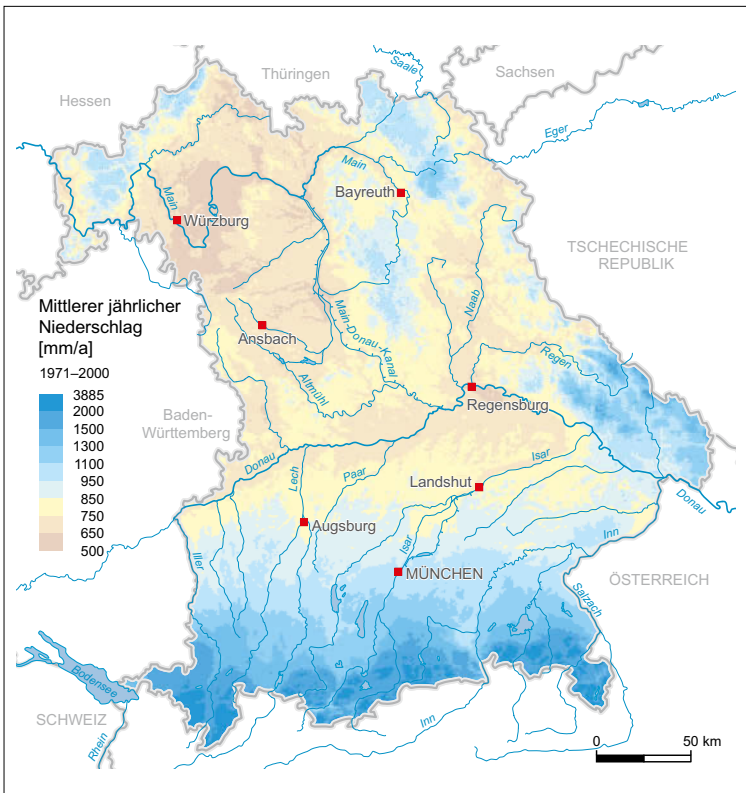 Thüringen
Sachsen
Saale
Hessen
Eger
Main
Bayreuth
Main
Würzburg
TSCHECHISCHE
REPUBLIK
Mittlerer jährlicher
Niederschlag
[mm/a]
1971–2000
3885
2000
1500
1300
1100
950
850
750
650
500
Naab
Main-Donau-Kanal
Ansbach
Regen
Altmühl
Regensburg
Baden-
Württemberg
Donau
Lech
Paar
Isar
Landshut
Donau
Augsburg
Iller
Isar
Inn
MÜNCHEN
ÖSTERREICH
Salzach
Bodensee
SCHWEIZ
Rhein
Inn
0 50 km